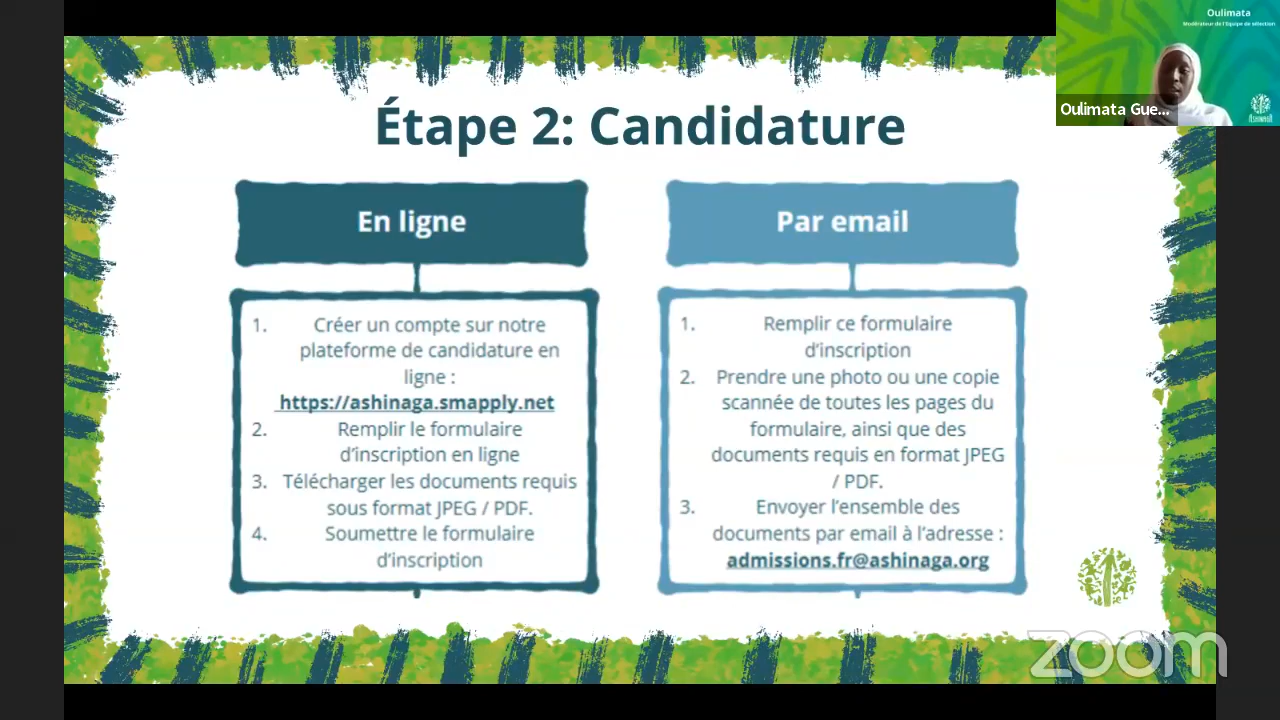 Oulimata
Modérateur de l'Equipe de sélection
Oulimata Gue...
ASHINAGA
Étape 2: Candidature
En ligne
1. Créer un compte sur notre
plateforme de candidature en
ligne :
https://ashinaga.smapply.net
2. Remplir le formulaire
d'inscription en ligne
3. Télécharger les documents requis
sous format JPEG / PDF.
4. Soumettre le formulaire
d'inscription
Par email
1. Remplir ce formulaire
d'inscription
2. Prendre une photo ou une copie
scannée de toutes les pages du
formulaire, ainsi que des
documents requis en format JPEG
/ PDF.
3. Envoyer l'ensemble des
documents par email à l'adresse :
admissions.fr@ashinaga.org
zoom